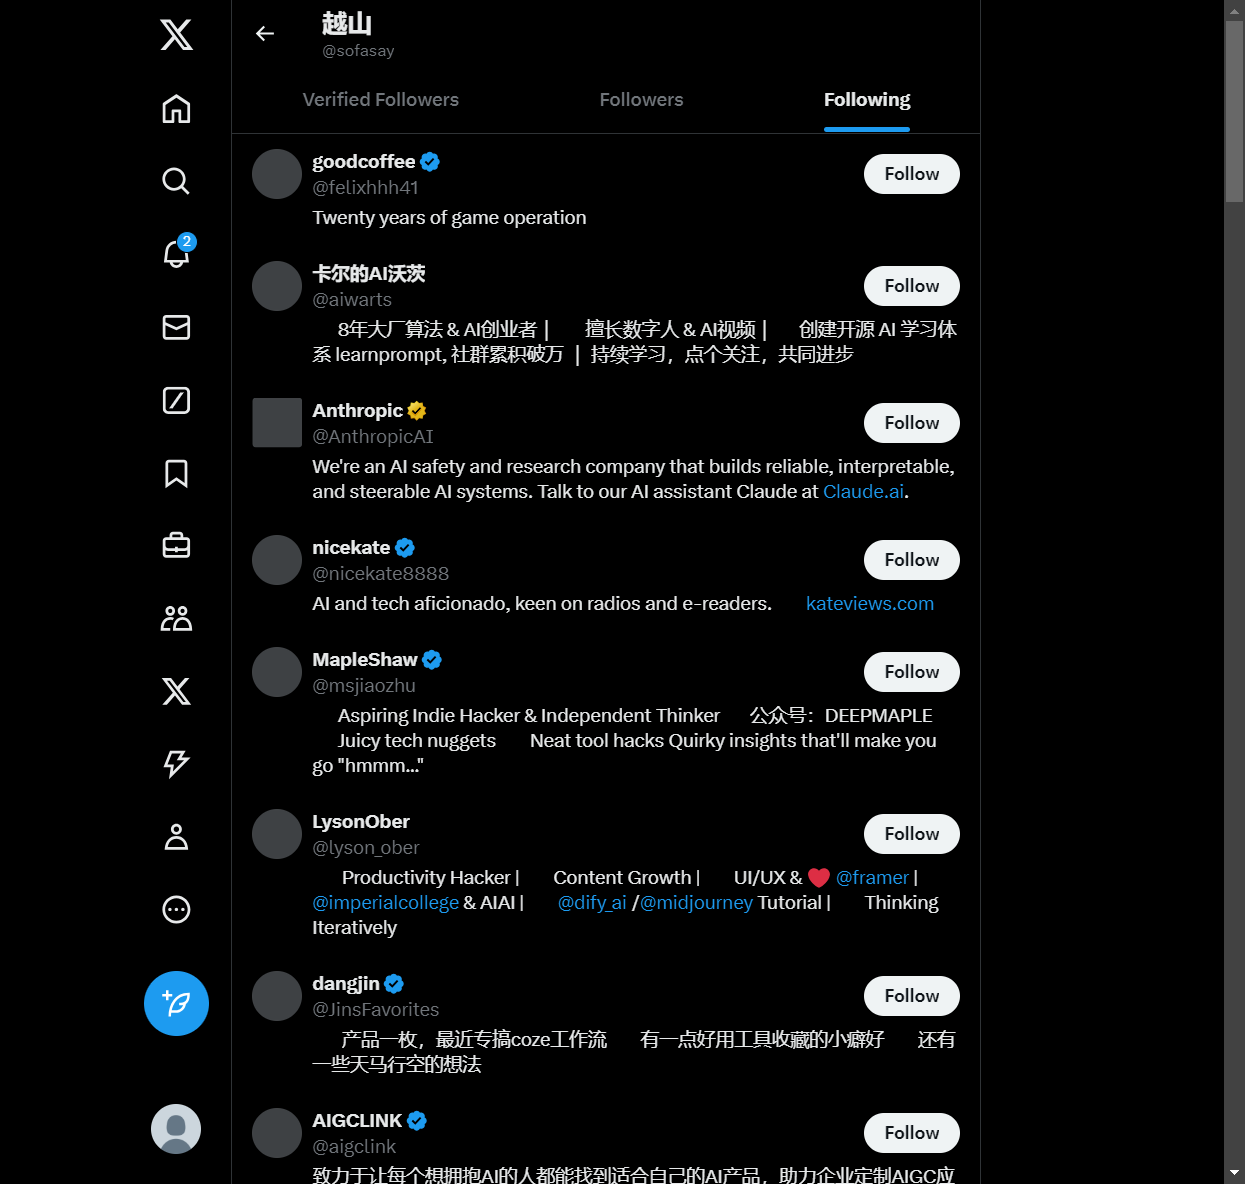 越山
@sofasay
Verified Followers
Followers
Following
2
goodcoffee
@felixhhh41
Follow
Twenty years of game operation
卡尔的AI沃茨
@aiwarts
Follow
8年大厂算法 & AI创业者 | 擅长数字人 & AI视频 | 创建开源 AI 学习体
系 learnprompt, 社群累积破万 | 持续学习，点个关注，共同进步
Anthropic
@AnthropicAI
Follow
We're an AI safety and research company that builds reliable, interpretable,
and steerable AI systems. Talk to our AI assistant Claude at Claude.ai.
nicekate
@nicekate8888
Follow
AI and tech aficionado, keen on radios and e-readers. kateviews.com
MapleShaw
@msjiaozhu
Follow
Aspiring Indie Hacker & Independent Thinker 公众号：DEEPMAPLE
Juicy tech nuggets Neat tool hacks Quirky insights that'll make you
go "hmmm..."
LysonOber
@lyson_ober
Follow
Productivity Hacker | Content Growth | UI/UX & ❤️ @framer |
@imperialcollege & AIAI | @dify_ai /@midjourney Tutorial | Thinking
Iteratively
dangjin
@JinsFavorites
Follow
产品一枚，最近专搞coze工作流 有一点好用工具收藏的小癖好 还有
一些天马行空的想法
AIGCLINK
@aigclink
Follow
致力于让每个想拥抱AI的人都能找到适合自己的AI产品，助力企业定制AIGC应